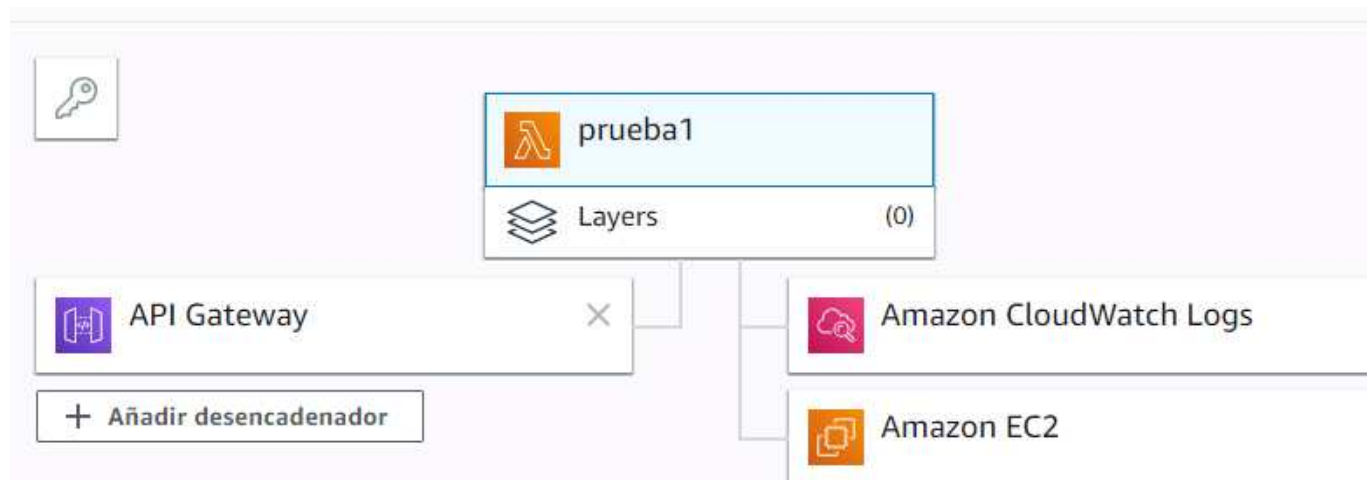 prueba1
Layers (0)
API Gateway
Amazon CloudWatch Logs
+ Añadir desencadenador
Amazon EC2